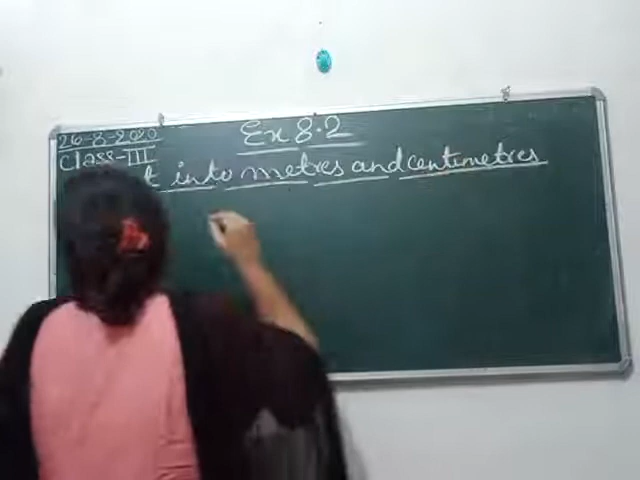 26-8-2020
Class-III
Ex 8.2
t into metres and centimetres